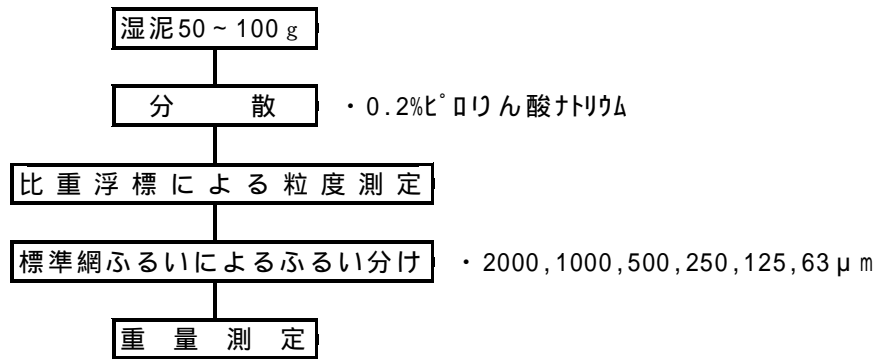 湿泥50~100g
分 散 ・0.2%ﾋﾟﾛりん酸ﾅﾄﾘｳﾑ
比重浮標による粒度測定
標準網ふるいによるふるい分け ・2000,1000,500,250,125,63μm
重量測定